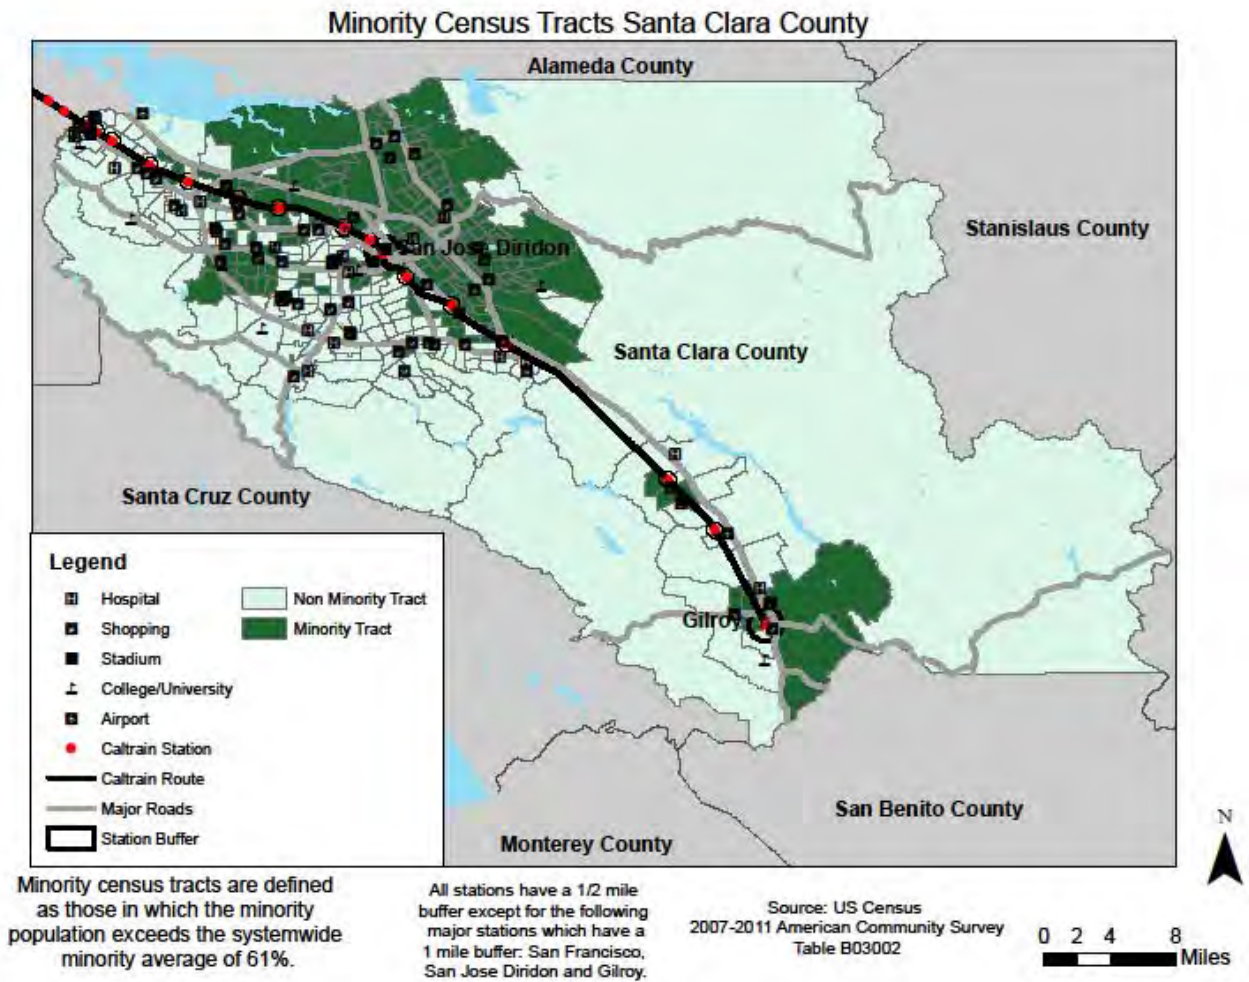 Minority Census Tracts Santa Clara County
Alameda County
Stanislaus County
San Jose Diridon
Santa Clara County
Santa Cruz County
Gilroy
San Benito County
Monterey County
Legend
Hospital
Shopping
Stadium
College/University
Airport
Caltrain Station
Caltrain Route
Major Roads
Station Buffer
Non Minority Tract
Minority Tract
N
Minority census tracts are defined
as those in which the minority
population exceeds the systemwide
minority average of 61%.
All stations have a 1/2 mile
buffer except for the following
major stations which have a
1 mile buffer: San Francisco,
San Jose Diridon and Gilroy.
Source: US Census
2007-2011 American Community Survey
Table B03002
0 2 4 8
Miles